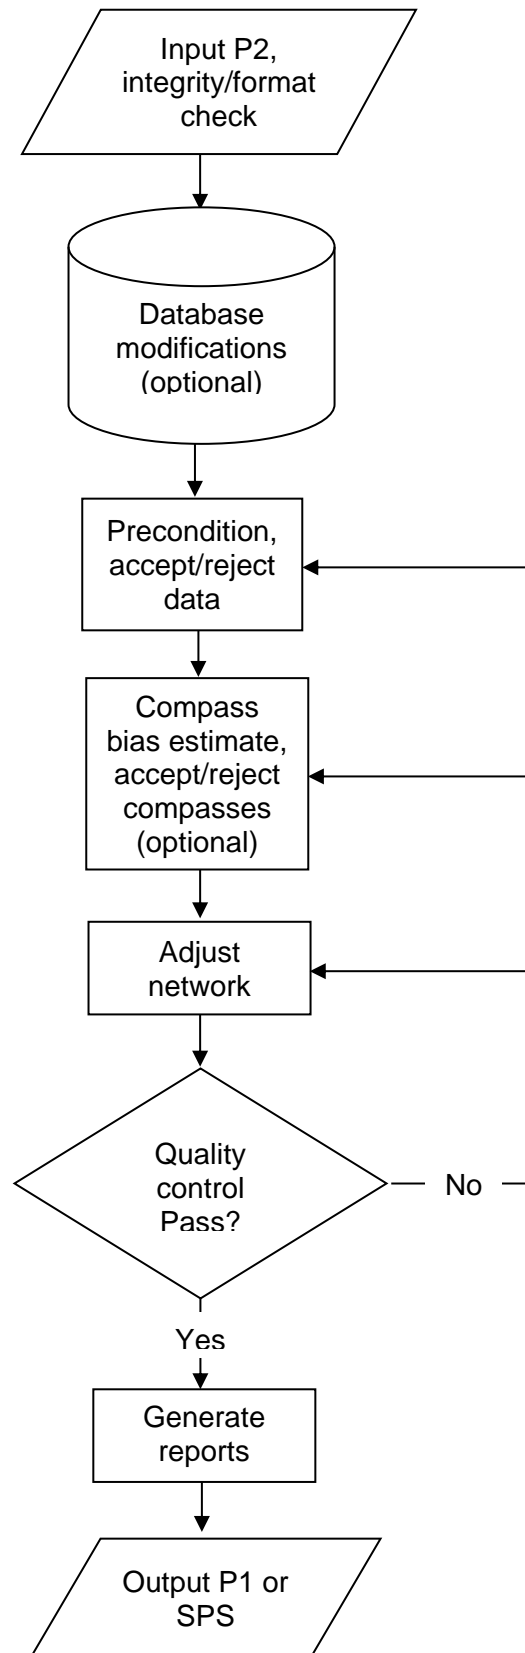 Input P2,
integrity/format
check
Database
modifications
(optional)
Precondition,
accept/reject
data
Compass
bias estimate,
accept/reject
compasses
(optional)
Adjust
network
Quality
control
Pass?
No
Yes
Generate
reports
Output P1 or
SPS